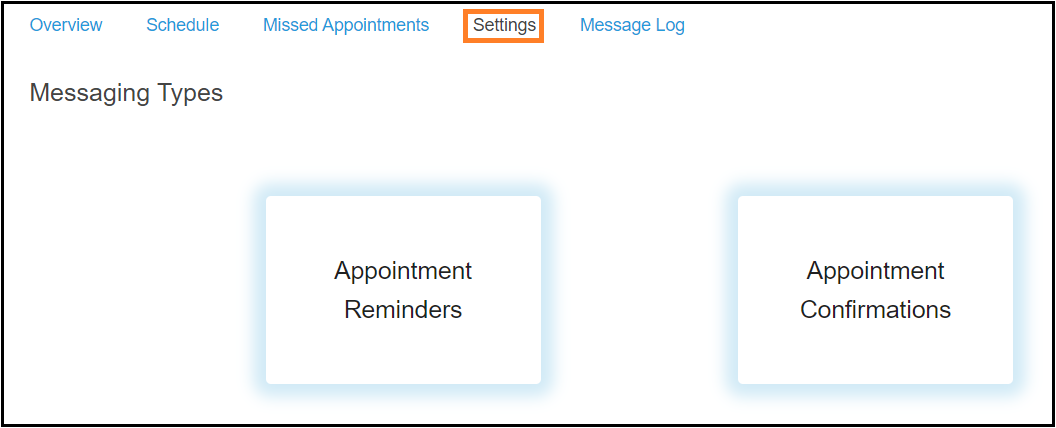 Overview Schedule Missed Appointments Settings Message Log
Messaging Types
Appointment Reminders
Appointment Confirmations